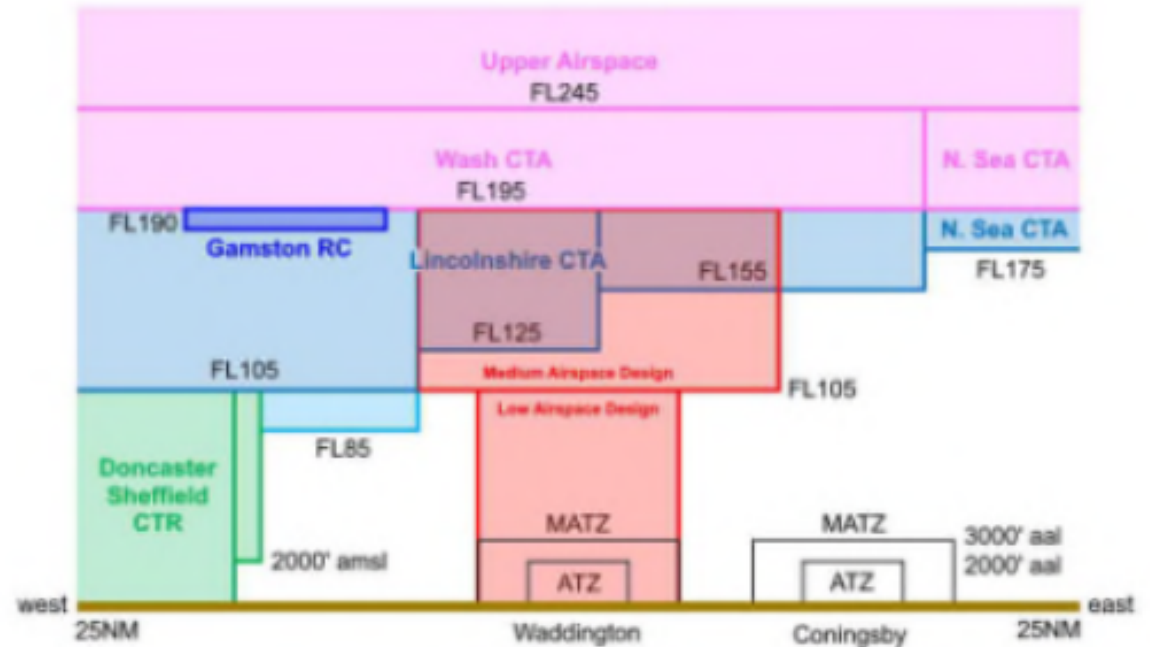 Upper Airspace
FL245
Wash CTA
N. Sea CTA
FL195
FL190
Gamston RC
N. Sea CTA
Lincolnshire CTA
FL155
FL175
FL125
FL105
Medium Airspace Design
FL105
Low Airspace Design
FL85
Doncaster
Sheffield
CTR
MATZ
MATZ
3000' aal
2000' amsl
2000' aal
ATZ
ATZ
west
east
25NM
Waddington
Coningsby
25NM